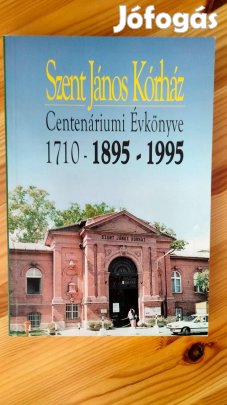 Jófogás
Szent János Kórház
Centenáriumi Évkönyve
1710 - 1895 - 1995
SZENT JÁNOS KÓRHÁZ